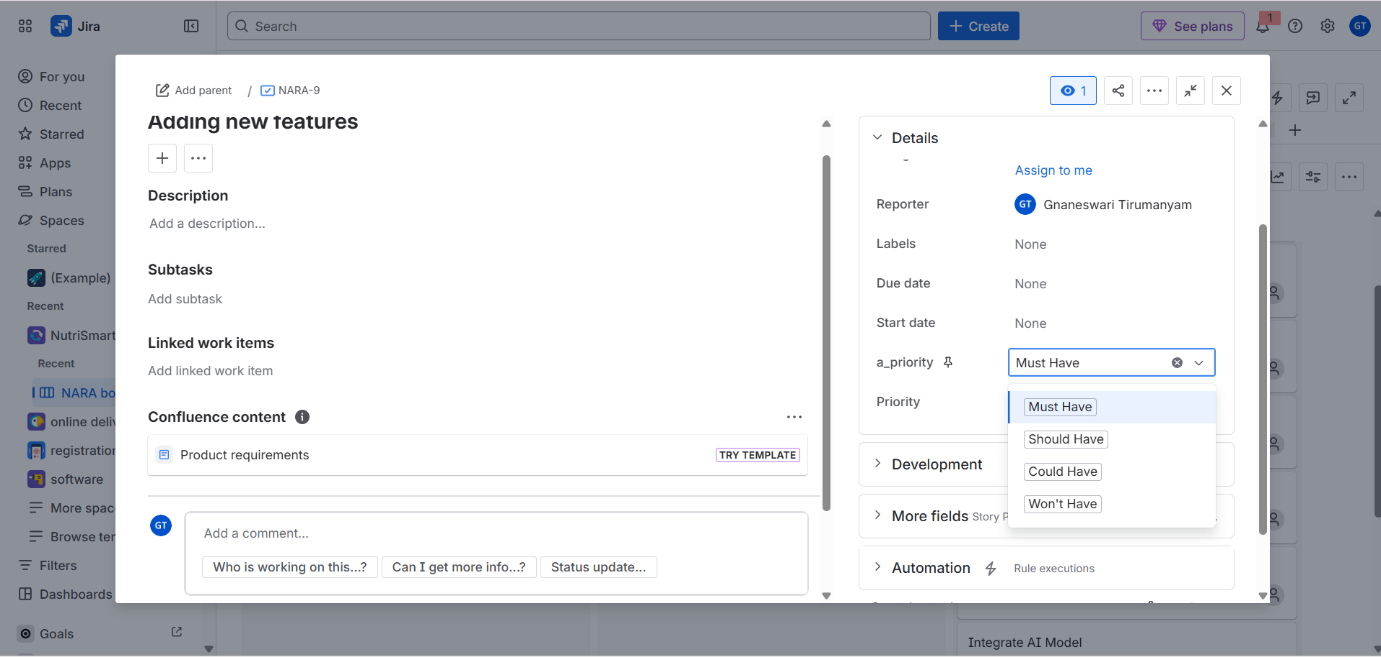 Jira
Search
+ Create
See plans
1
GT
For you
Recent
Starred
Apps
Plans
Spaces
Starred
(Example)
Recent
NutriSmart
Recent
NARA bo
online deliv
registration
software
More spac
Browse ter
Filters
Dashboards
Goals
Add parent / NARA-9
1
Adding new features
Description
Add a description...
Subtasks
Add subtask
Linked work items
Add linked work item
Confluence content
Product requirements
TRY TEMPLATE
GT
Add a comment...
Who is working on this...?
Can I get more info...?
Status update...
Details
Assign to me
Reporter
GT Gnaneswari Tirumanyam
Labels
None
Due date
None
Start date
None
a_priority
Must Have
Priority
Must Have
Should Have
Could Have
Won't Have
Development
More fields Story P
Automation
Rule executions
Integrate AI Model